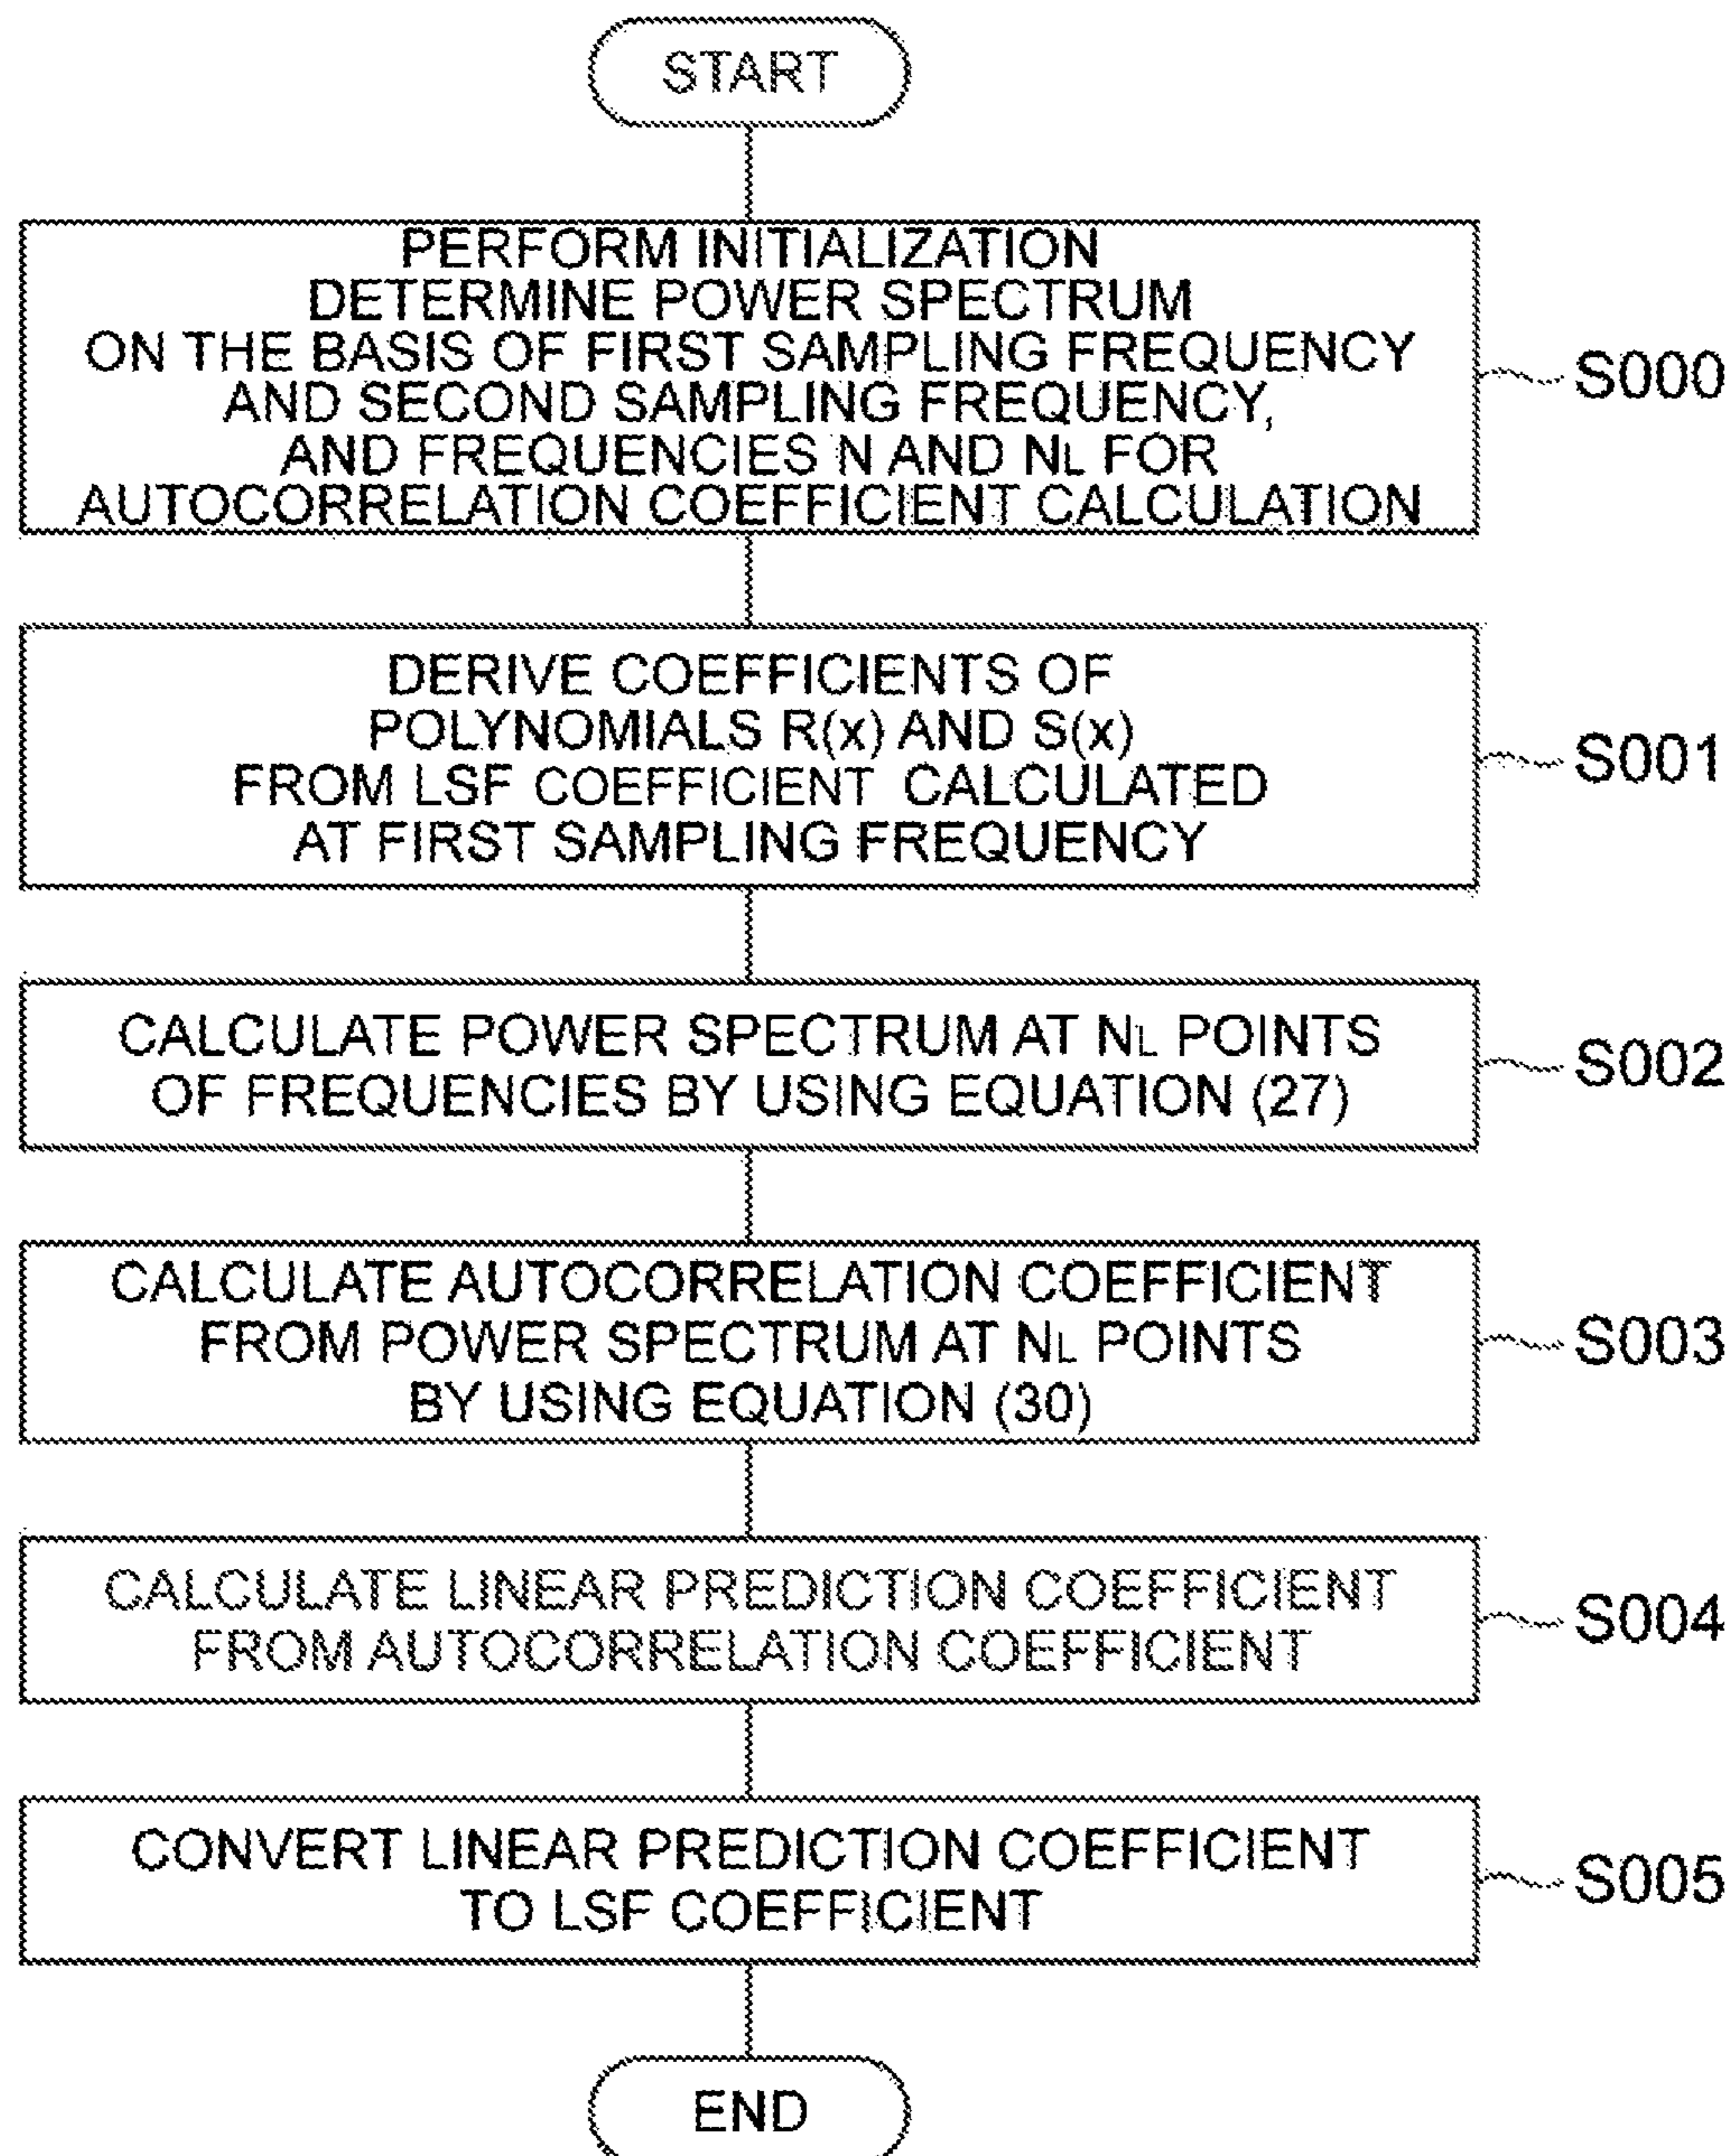 START
PERFORM INITIALIZATION
DETERMINE POWER SPECTRUM
ON THE BASIS OF FIRST SAMPLING FREQUENCY
AND SECOND SAMPLING FREQUENCY,
AND FREQUENCIES N AND NL FOR
AUTOCORRELATION COEFFICIENT CALCULATION
S000
DERIVE COEFFICIENTS OF
POLYNOMIALS R(x) AND S(x)
FROM LSF COEFFICIENT CALCULATED
AT FIRST SAMPLING FREQUENCY
S001
CALCULATE POWER SPECTRUM AT NL POINTS
OF FREQUENCIES BY USING EQUATION (27)
S002
CALCULATE AUTOCORRELATION COEFFICIENT
FROM POWER SPECTRUM AT NL POINTS
BY USING EQUATION (30)
S003
CALCULATE LINEAR PREDICTION COEFFICIENT
FROM AUTOCORRELATION COEFFICIENT
S004
CONVERT LINEAR PREDICTION COEFFICIENT
TO LSF COEFFICIENT
S005
END